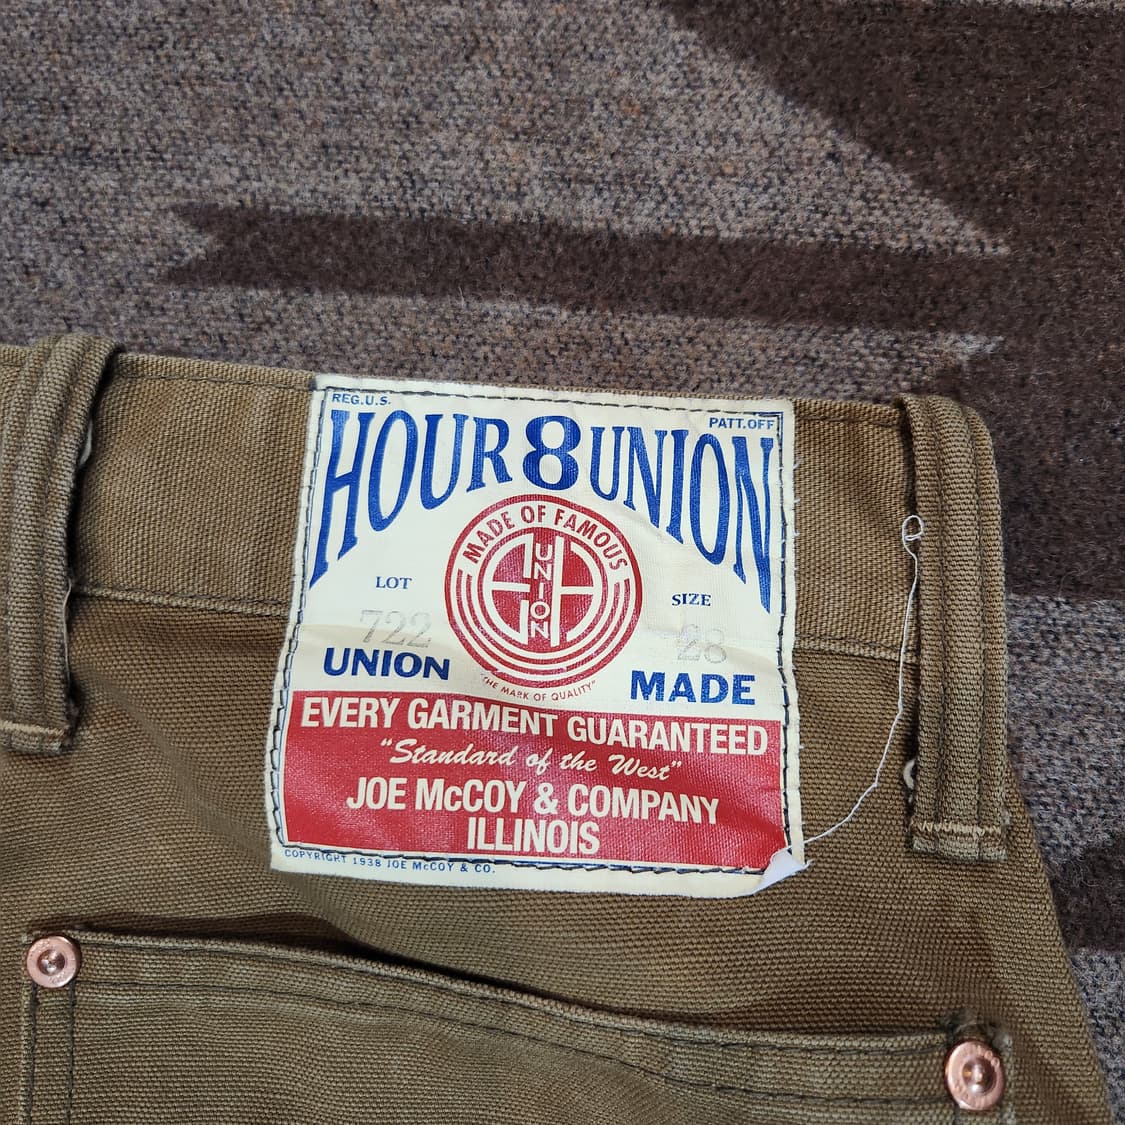 REG.U.S.
PATT.OFF
HOUR 8 UNION
MADE OF FAMOUS
UNION
LOT
SIZE
722
28
UNION
MADE
"THE MARK OF QUALITY"
EVERY GARMENT GUARANTEED
"Standard of the West"
JOE McCOY & COMPANY
ILLINOIS
COPYRIGHT 1938 JOE McCOY & CO.